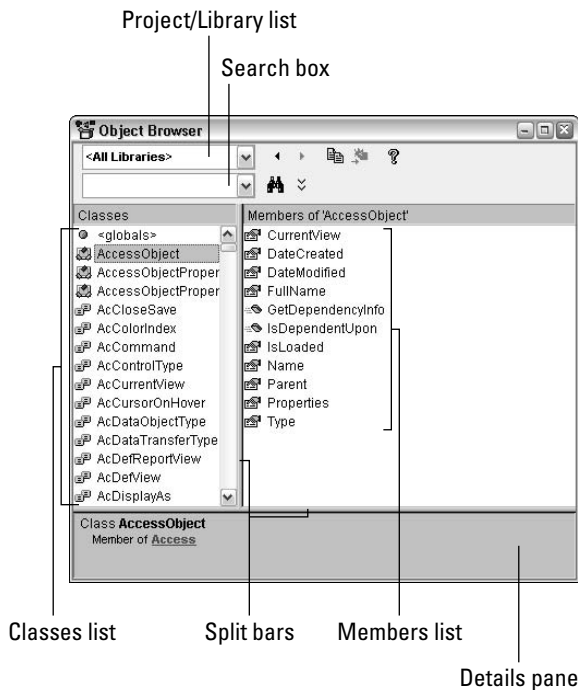 Project/Library list
Search box
Object Browser
<All Libraries>
Classes
Members of 'AccessObject'
<globals>
AccessObject
AccessObjectProper
AccessObjectProper
AcCloseSave
AcColorIndex
AcCommand
AcControlType
AcCurrentView
AcCursorOnHover
AcDataObjectType
AcDataTransferType
AcDefReportView
AcDefView
AcDisplayAs
CurrentView
DateCreated
DateModified
FullName
GetDependencyInfo
IsDependentUpon
IsLoaded
Name
Parent
Properties
Type
Class AccessObject
Member of Access
Classes list
Split bars
Members list
Details pane